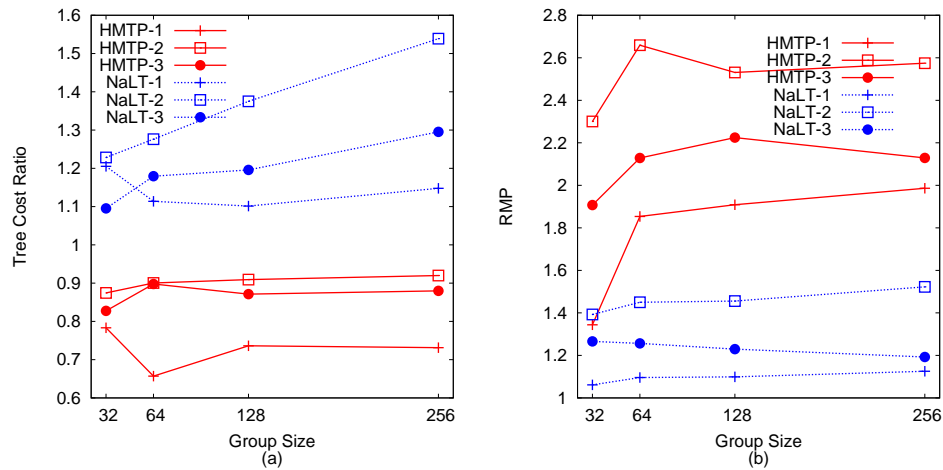 1.6
1.5
1.4
1.3
1.2
1.1
1
0.9
0.8
0.7
0.6
32 64 128 256
Tree Cost Ratio
Group Size
(a)
HMTP-1
HMTP-2
HMTP-3
NaLT-1
NaLT-2
NaLT-3
2.8
2.6
2.4
2.2
2
1.8
1.6
1.4
1.2
1
32 64 128 256
RMP
Group Size
(b)
HMTP-1
HMTP-2
HMTP-3
NaLT-1
NaLT-2
NaLT-3